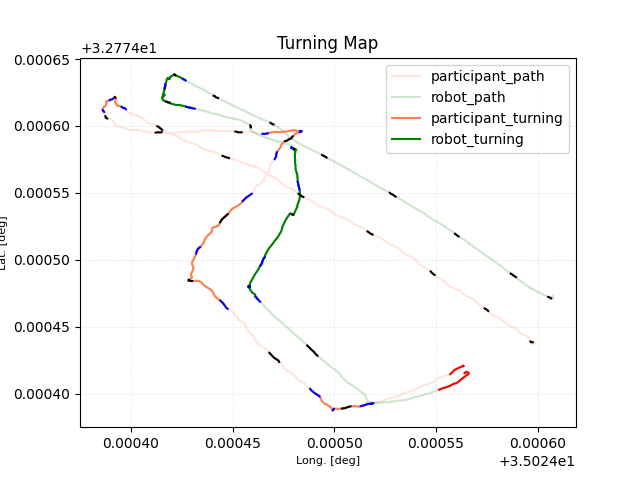 Turning Map
+3.2774e1
participant_path
robot_path
participant_turning
robot_turning
0.00065
0.00060
0.00055
0.00050
0.00045
0.00040
Lat. [deg]
0.00040 0.00045 0.00050 0.00055 0.00060
Long. [deg]
+3.5024e1